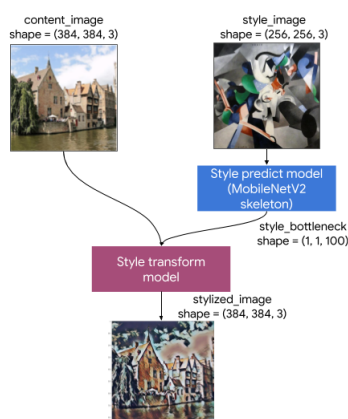 content_image
shape = (384, 384, 3)
style_image
shape = (256, 256, 3)
Style predict model
(MobileNetV2
skeleton)
style_bottleneck
shape = (1, 1, 100)
Style transform
model
stylized_image
shape = (384, 384, 3)